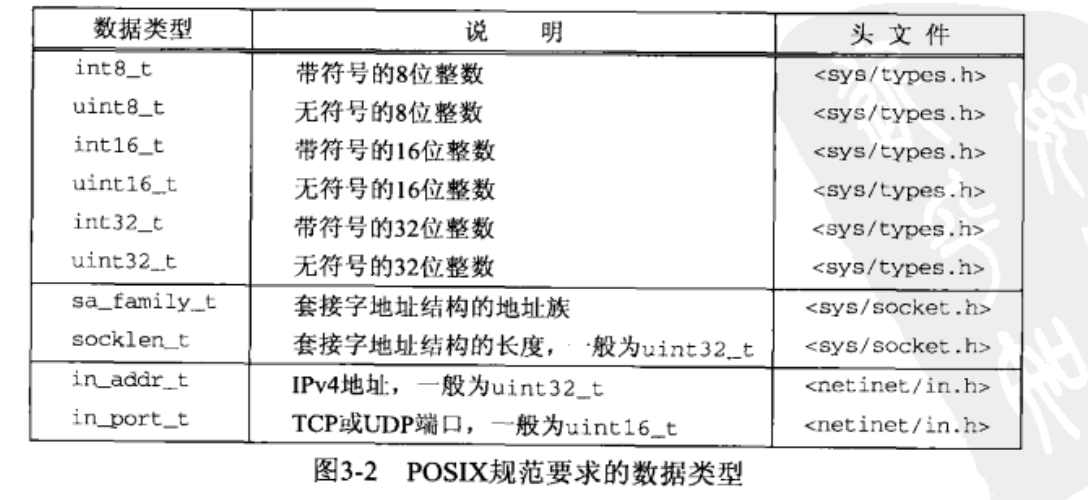 数据类型 说 明 头 文 件
int8_t 带符号的8位整数 <sys/types.h>
uint8_t 无符号的8位整数 <sys/types.h>
int16_t 带符号的16位整数 <sys/types.h>
uint16_t 无符号的16位整数 <sys/types.h>
int32_t 带符号的32位整数 <sys/types.h>
uint32_t 无符号的32位整数 <sys/types.h>
sa_family_t 套接字地址结构的地址族 <sys/socket.h>
socklen_t 套接字地址结构的长度，一般为uint32_t <sys/socket.h>
in_addr_t IPv4地址，一般为uint32_t <netinet/in.h>
in_port_t TCP或UDP端口，一般为uint16_t <netinet/in.h>
图3-2 POSIX规范要求的数据类型